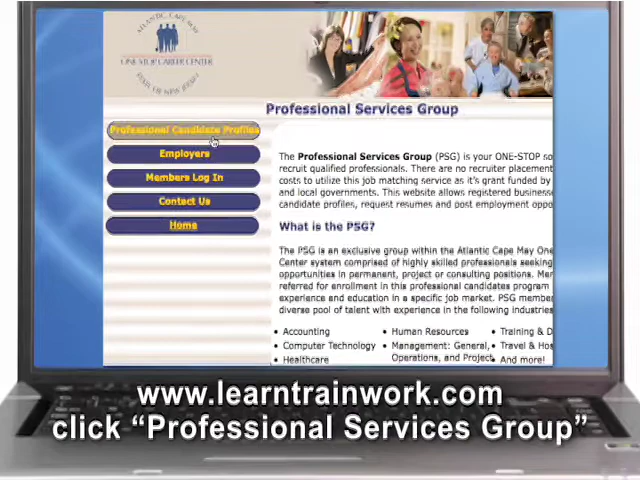 ATLANTIC CAPE MAY
ONE STOP CAREER CENTER
STATE OF NEW JERSEY
Professional Services Group
Professional Candidate Profiles
Employers
Members Log In
Contact Us
Home
The Professional Services Group (PSG) is your ONE-STOP so
recruit qualified professionals. There are no recruiter placement
costs to utilize this job matching service as it's grant funded by
and local governments. This website allows registered business
candidate profiles, request resumes and post employment oppo
What is the PSG?
The PSG is an exclusive group within the Atlantic Cape May One
Center system comprised of highly skilled professionals seeking
opportunities in permanent, project or consulting positions. Mem
referred for enrollment in this professional candidates program
experience and education in a specific job market. PSG member
diverse pool of talent with experience in the following industries
• Accounting • Human Resources • Training & D
• Computer Technology • Management: General, • Travel & Hos
• Healthcare Operations, and Project • And more!
www.learntrainwork.com
click “Professional Services Group”